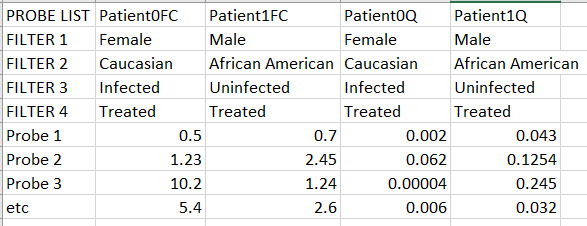 PROBE LIST Patient0FC Patient1FC Patient0Q Patient1Q
FILTER 1 Female Male Female Male
FILTER 2 Caucasian African American Caucasian African American
FILTER 3 Infected Uninfected Infected Uninfected
FILTER 4 Treated Treated Treated Treated
Probe 1 0.5 0.7 0.002 0.043
Probe 2 1.23 2.45 0.062 0.1254
Probe 3 10.2 1.24 0.00004 0.245
etc 5.4 2.6 0.006 0.032